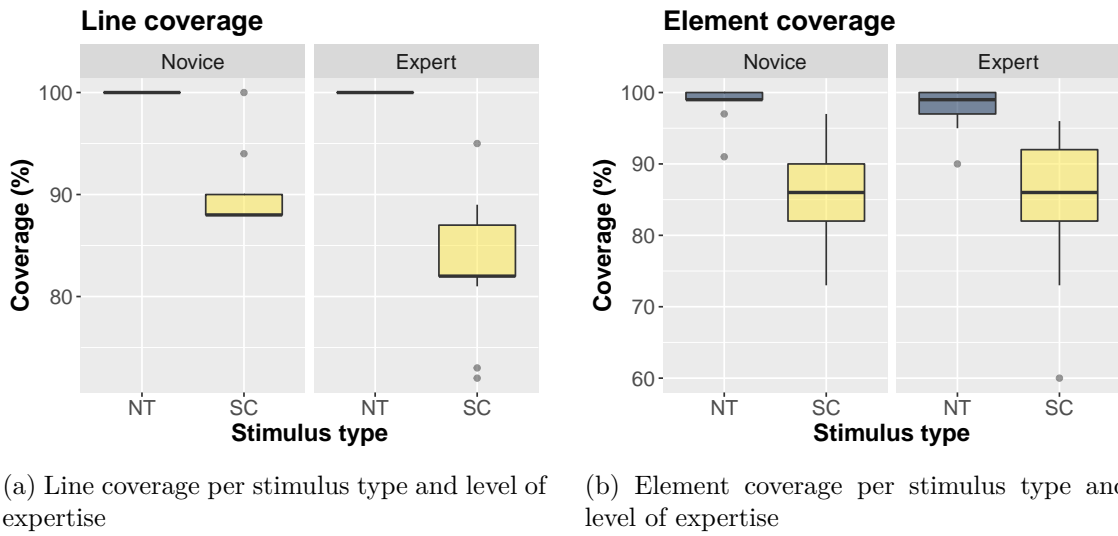 Line coverage
Novice
Expert
100
90
80
Coverage (%)
NT
SC
NT
SC
Stimulus type
Element coverage
Novice
Expert
100
90
80
70
60
Coverage (%)
NT
SC
NT
SC
Stimulus type
(a) Line coverage per stimulus type and level of
expertise
(b) Element coverage per stimulus type and
level of expertise